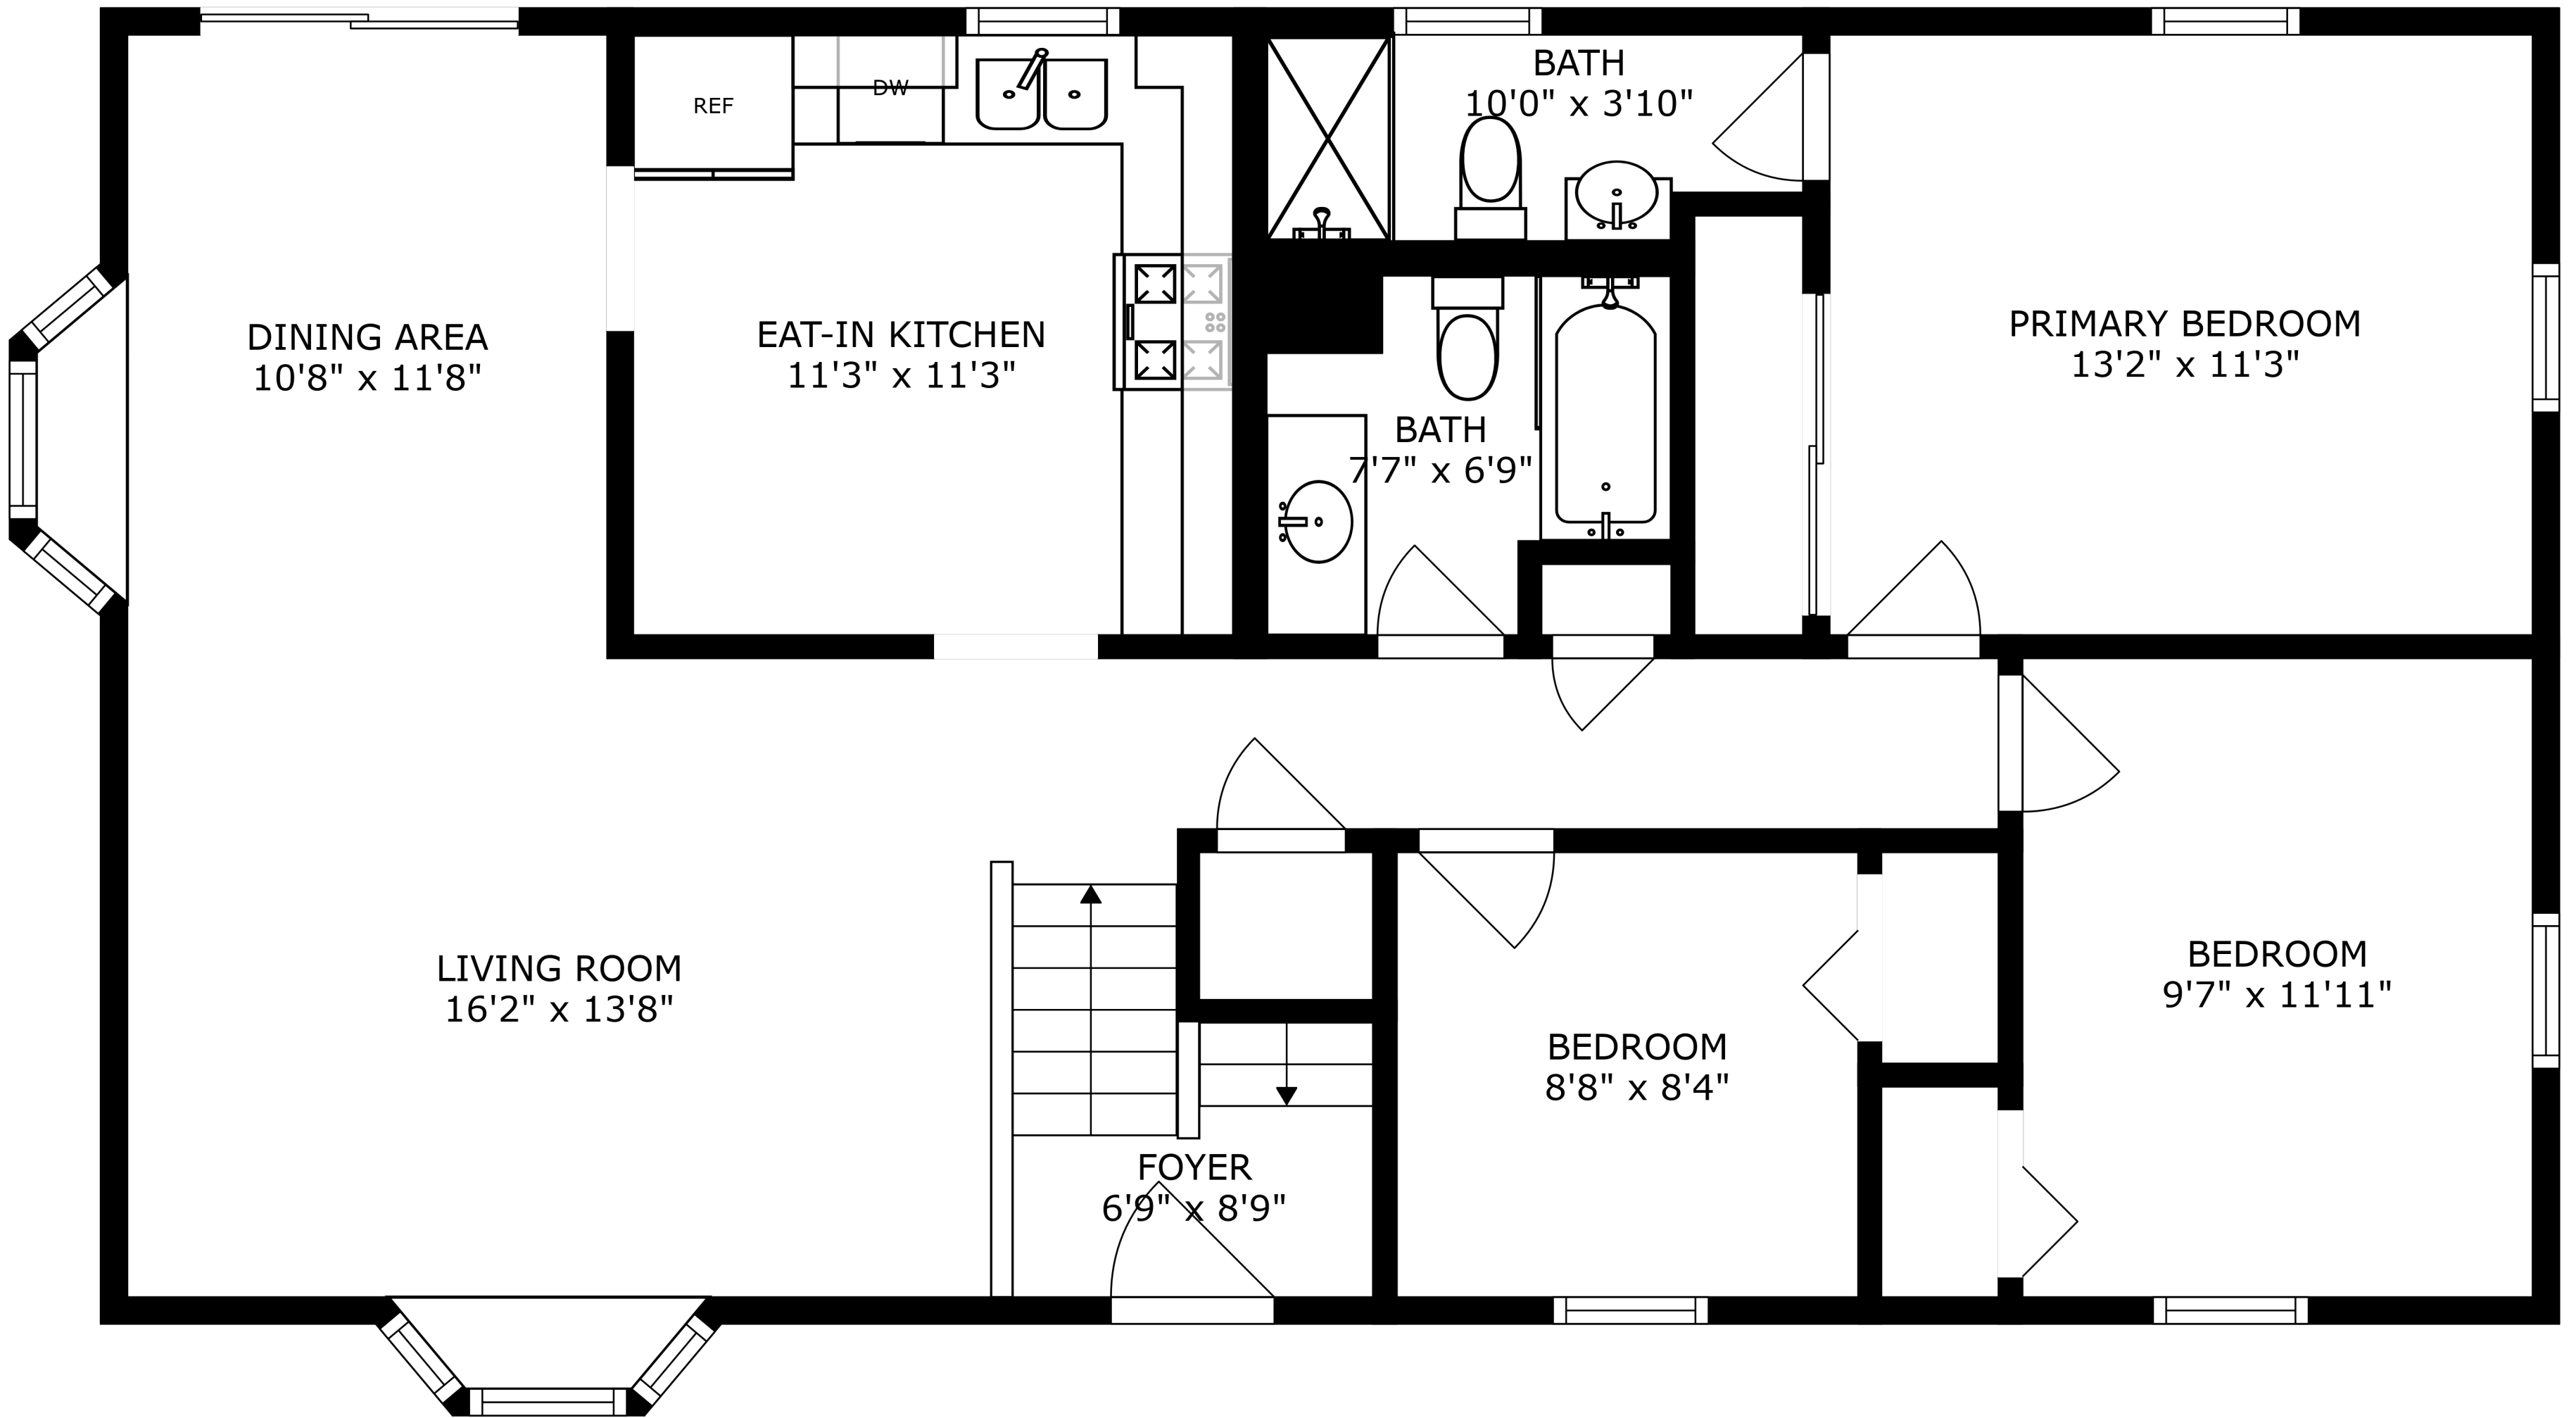 BATH
10'0" x 3'10"
REF
DW
DINING AREA
10'8" x 11'8"
EAT-IN KITCHEN
11'3" x 11'3"
PRIMARY BEDROOM
13'2" x 11'3"
BATH
7'7" x 6'9"
LIVING ROOM
16'2" x 13'8"
BEDROOM
9'7" x 11'11"
BEDROOM
8'8" x 8'4"
FOYER
6'9" x 8'9"